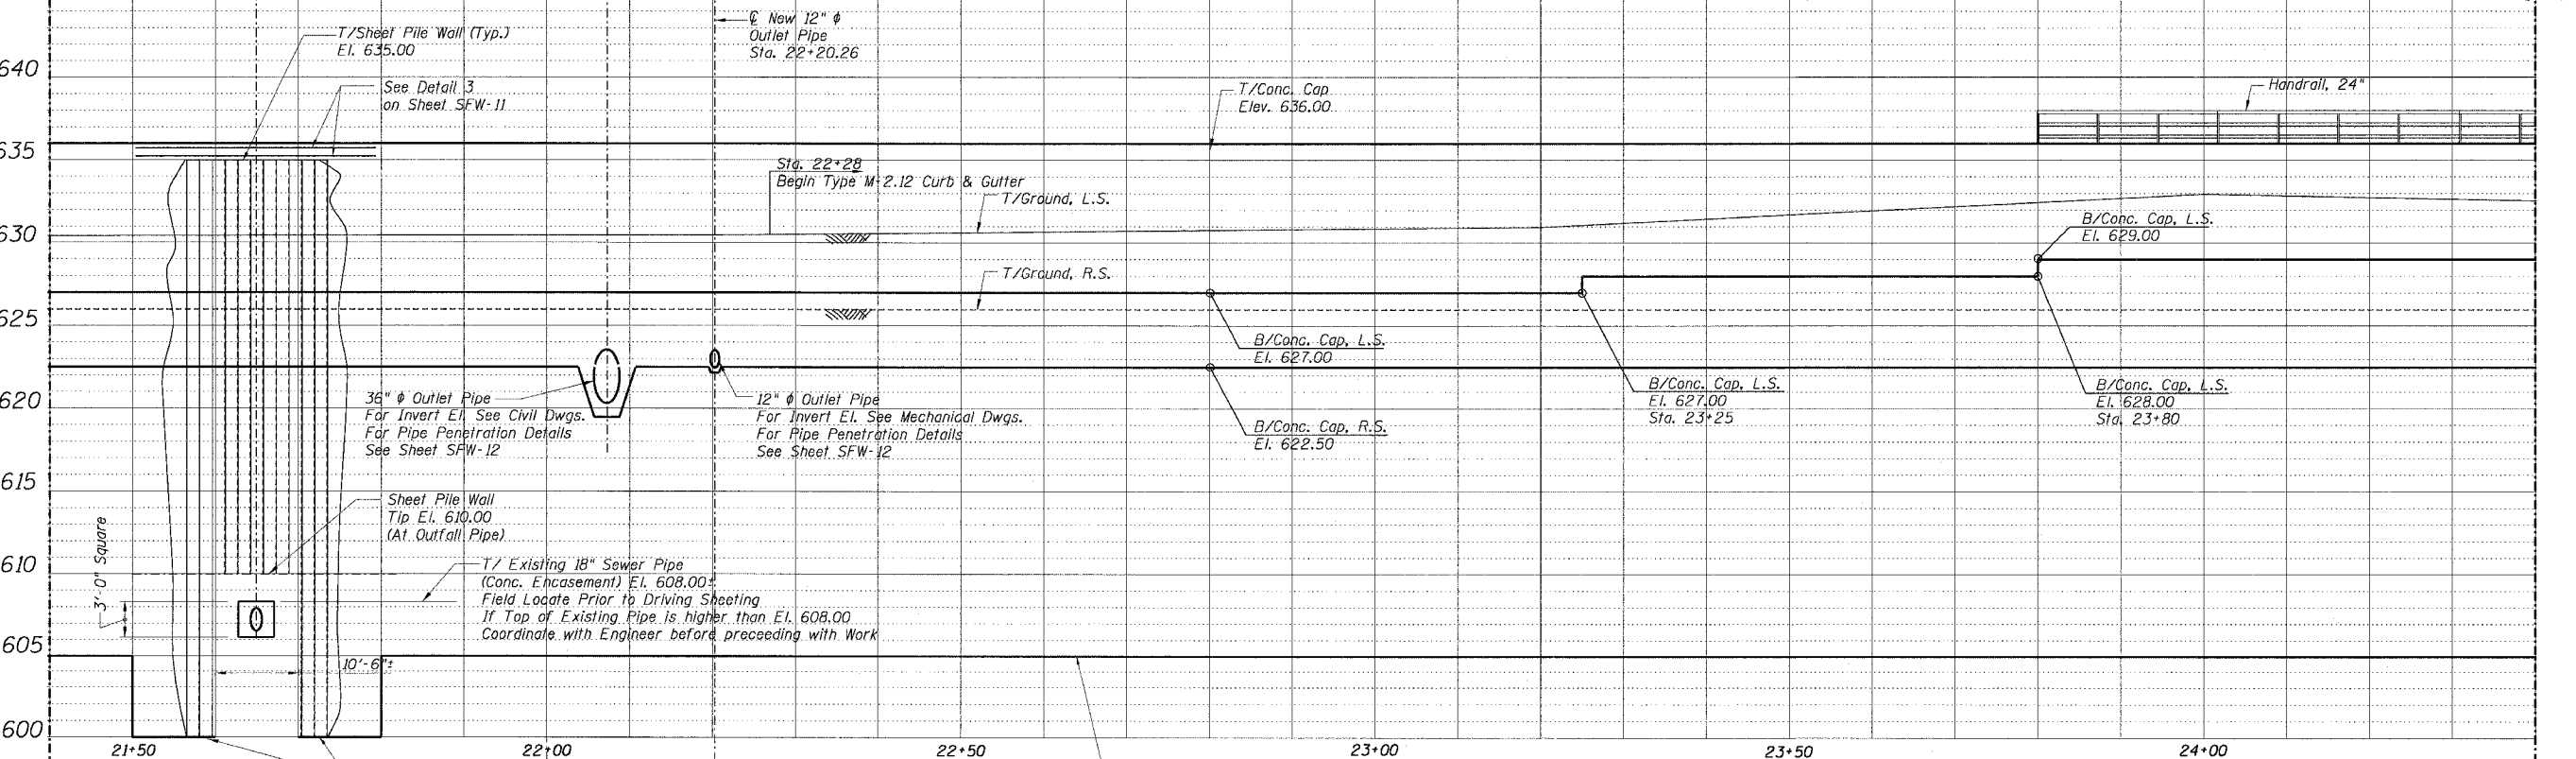 ℄ New 12" ϕ
Outlet Pipe
Sta. 22+20.26
T/Sheet Pile Wall (Typ.)
El. 635.00
See Detail 3
on Sheet SFW-11
T/Conc. Cap
Elev. 636.00
Handrail, 24"
640
635
630
625
620
615
610
605
600
Sta. 22+28
Begin Type M-2.12 Curb & Gutter
T/Ground, L.S.
T/Ground, R.S.
B/Conc. Cap, L.S.
El. 629.00
B/Conc. Cap, L.S.
El. 627.00
B/Conc. Cap, R.S.
El. 622.50
B/Conc. Cap, L.S.
El. 627.00
Sta. 23+25
B/Conc. Cap, L.S.
El. 628.00
Sta. 23+80
36" ϕ Outlet Pipe
For Invert El. See Civil Dwgs.
For Pipe Penetration Details
See Sheet SFW-12
12" ϕ Outlet Pipe
For Invert El. See Mechanical Dwgs.
For Pipe Penetration Details
See Sheet SFW-12
Sheet Pile Wall
Tip El. 610.00
(At Outfall Pipe)
3'-0" Square
T/ Existing 18" Sewer Pipe
(Conc. Encasement) El. 608.00±
Field Locate Prior to Driving Sheeting
If Top of Existing Pipe is higher than El. 608.00
Coordinate with Engineer before preceeding with Work
10'-6"±
21+50
22+00
22+50
23+00
23+50
24+00